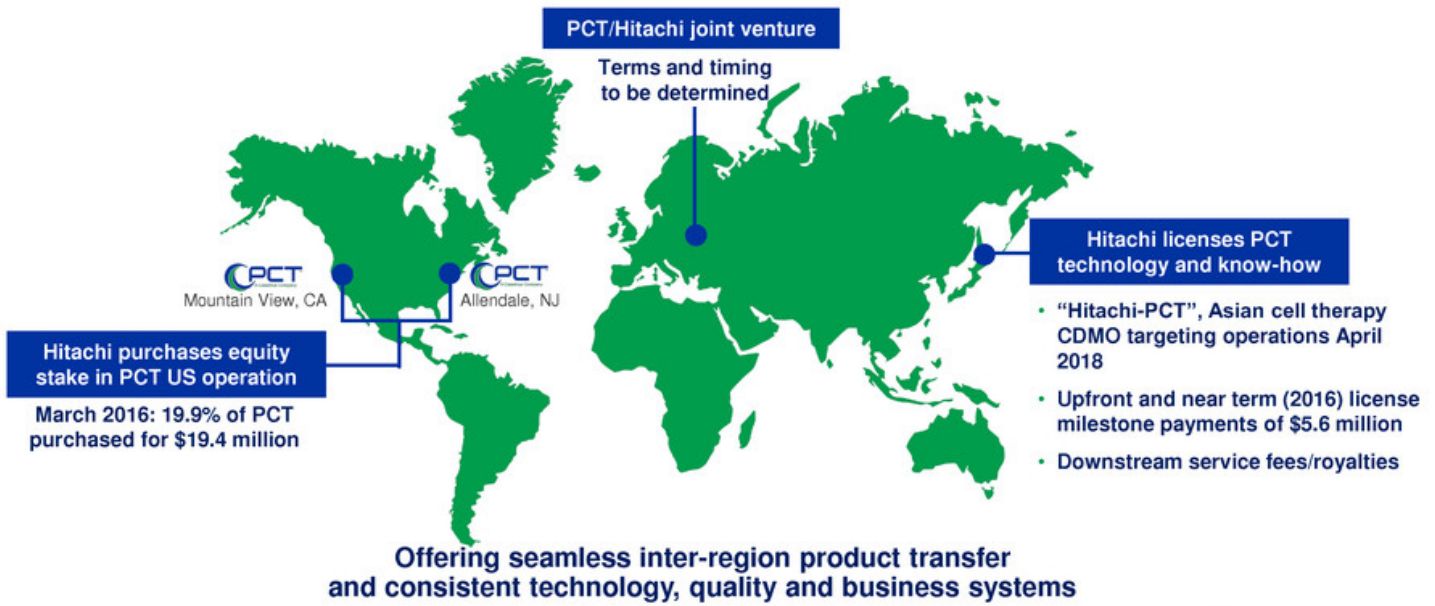 PCT/Hitachi joint venture
Terms and timing
to be determined
PCT
A Caladrius Company
Mountain View, CA
PCT
A Caladrius Company
Allendale, NJ
Hitachi purchases equity
stake in PCT US operation
March 2016: 19.9% of PCT
purchased for $19.4 million
Hitachi licenses PCT
technology and know-how
• “Hitachi-PCT”, Asian cell therapy
CDMO targeting operations April
2018
• Upfront and near term (2016) license
milestone payments of $5.6 million
• Downstream service fees/royalties
Offering seamless inter-region product transfer
and consistent technology, quality and business systems